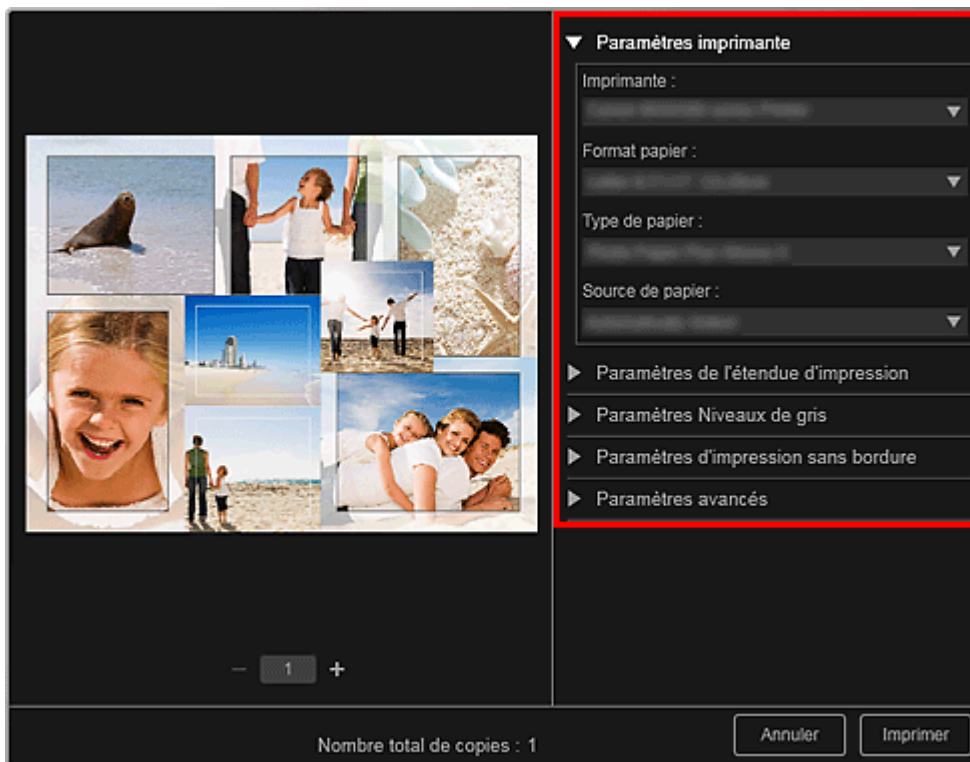 Paramètres imprimante
Imprimante :
Format papier :
Type de papier :
Source de papier :
Paramètres de l'étendue d'impression
Paramètres Niveaux de gris
Paramètres d'impression sans bordure
Paramètres avancés
1
Nombre total de copies : 1
Annuler
Imprimer